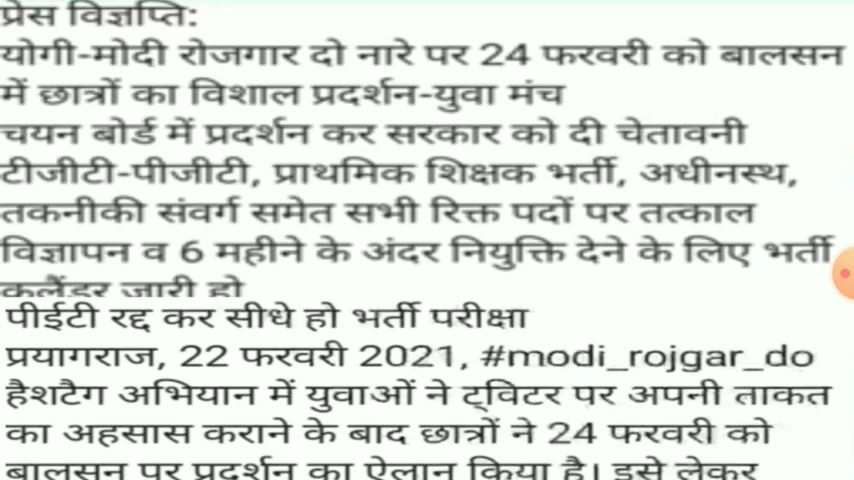 प्रेस विज्ञप्ति:
योगी-मोदी रोजगार दो नारे पर 24 फरवरी को बालसन
में छात्रों का विशाल प्रदर्शन-युवा मंच
चयन बोर्ड में प्रदर्शन कर सरकार को दी चेतावनी
टीजीटी-पीजीटी, प्राथमिक शिक्षक भर्ती, अधीनस्थ,
तकनीकी संवर्ग समेत सभी रिक्त पदों पर तत्काल
विज्ञापन व 6 महीने के अंदर नियुक्ति देने के लिए भर्ती
कलैंडर जारी हो
पीईटी रद्द कर सीधे हो भर्ती परीक्षा
प्रयागराज, 22 फरवरी 2021, #modi_rojgar_do
हैशटैग अभियान में युवाओं ने ट्विटर पर अपनी ताकत
का अहसास कराने के बाद छात्रों ने 24 फरवरी को
बालसन पर प्रदर्शन का ऐलान किया है। इसे लेकर